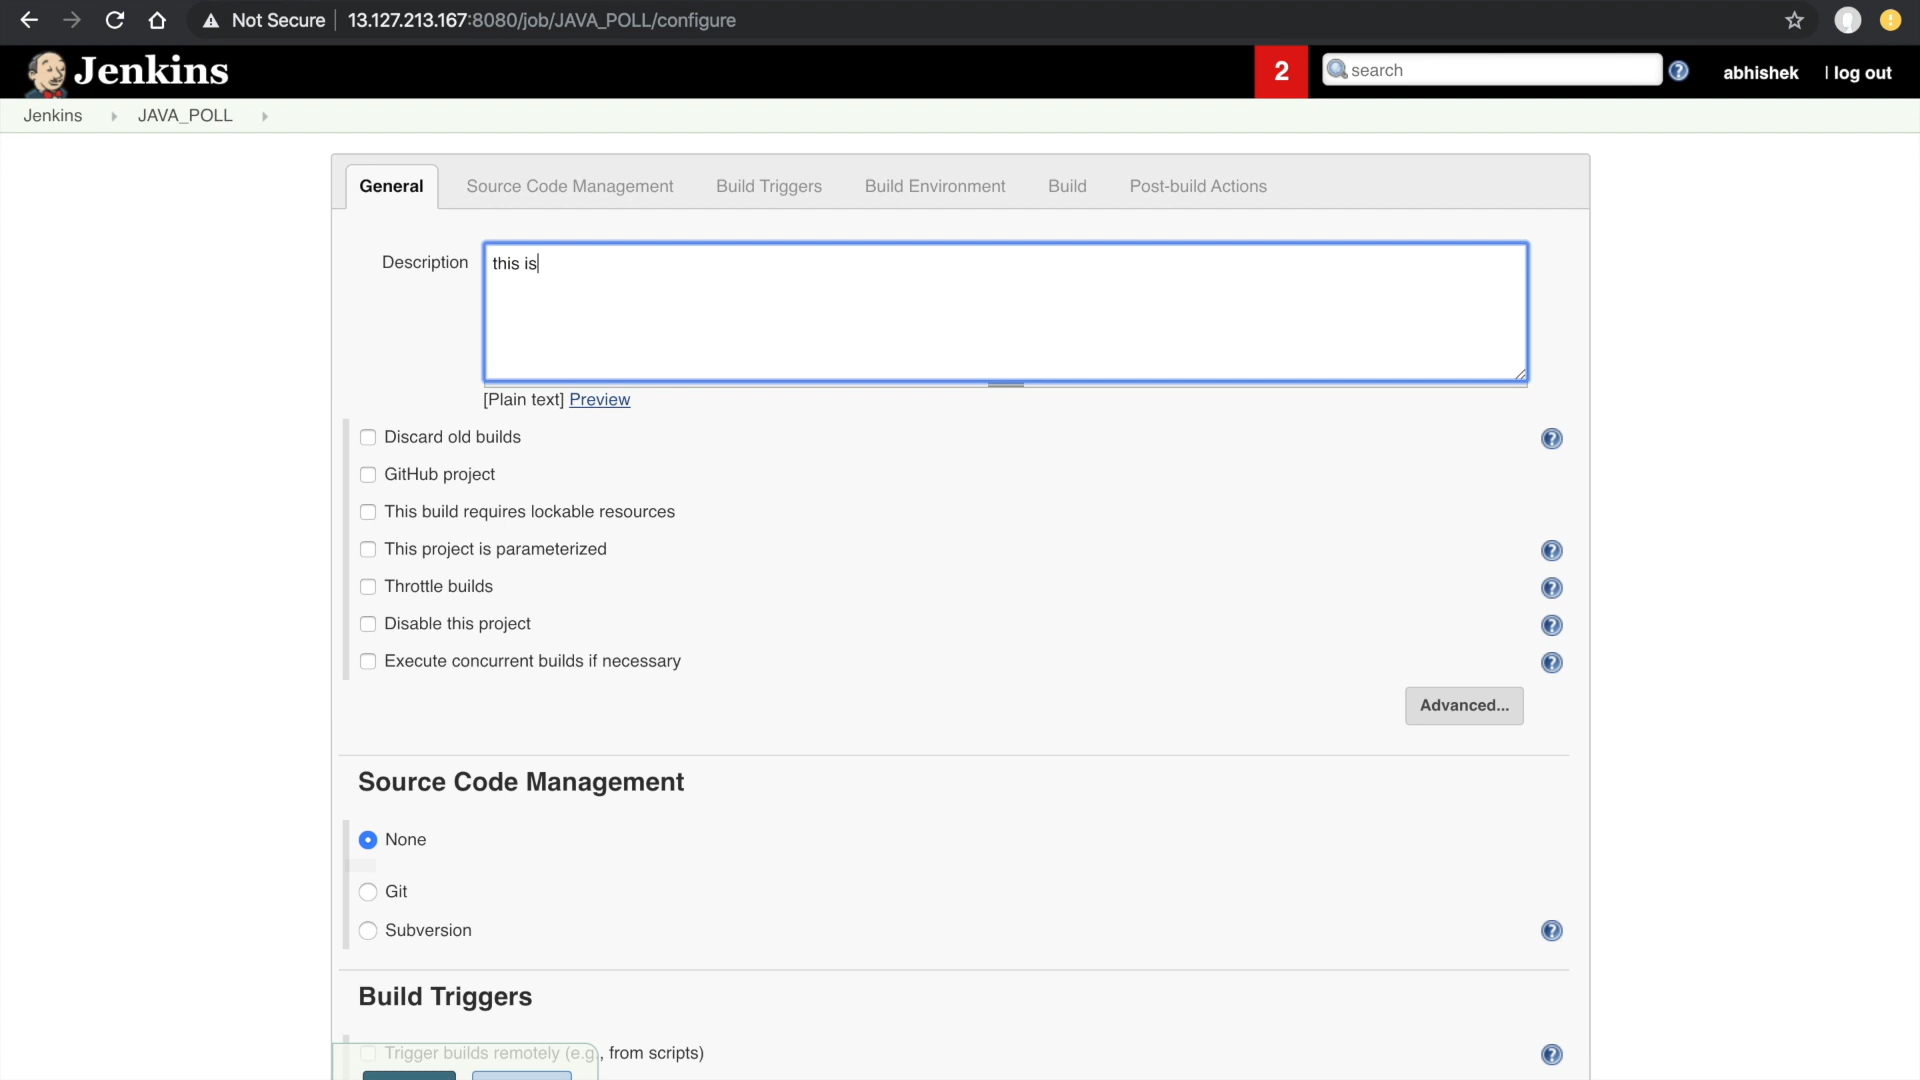 Not Secure 13.127.213.167:8080/job/JAVA_POLL/configure
Jenkins 2 search abhishek | log out
Jenkins JAVA_POLL
General Source Code Management Build Triggers Build Environment Build Post-build Actions
Description this is
[Plain text] Preview
Discard old builds
GitHub project
This build requires lockable resources
This project is parameterized
Throttle builds
Disable this project
Execute concurrent builds if necessary
Advanced...
Source Code Management
None
Git
Subversion
Build Triggers
Trigger builds remotely (e.g., from scripts)